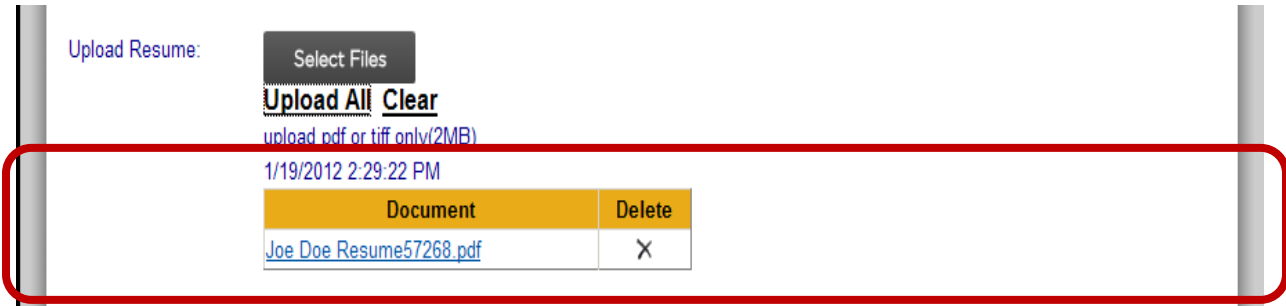 Upload Resume: Select Files
Upload All Clear
upload pdf or tiff only(2MB)
1/19/2012 2:29:22 PM
Document Delete
Joe Doe Resume57268.pdf X